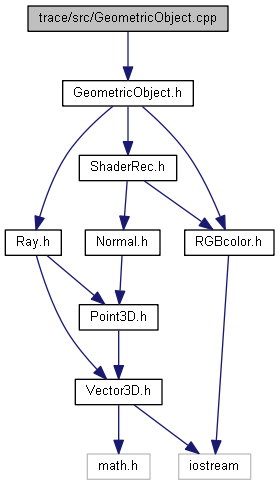 trace/src/GeometricObject.cpp
GeometricObject.h
ShaderRec.h
Ray.h
Normal.h
RGBcolor.h
Point3D.h
Vector3D.h
math.h
iostream